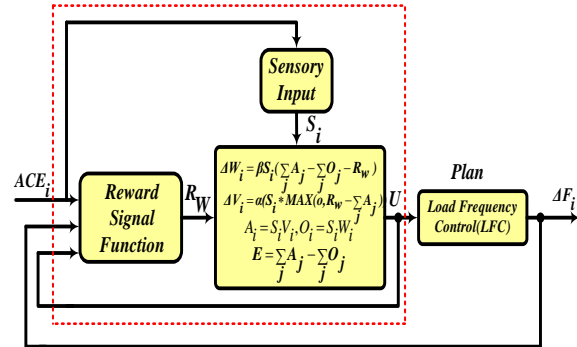 Sensory
Input
S_i
ACE_i
Reward
Signal
Function
R_W
ΔW_i = βS_i(∑_j A_j − ∑_j O_j − R_w)
ΔV_i = α(S_i * MAX(o, R_w − ∑_j A_j)
A_i = S_i V_i, O_i = S_i W_i
E = ∑_j A_j − ∑_j O_j
U
Plan
Load Frequency
Control(LFC)
ΔF_i